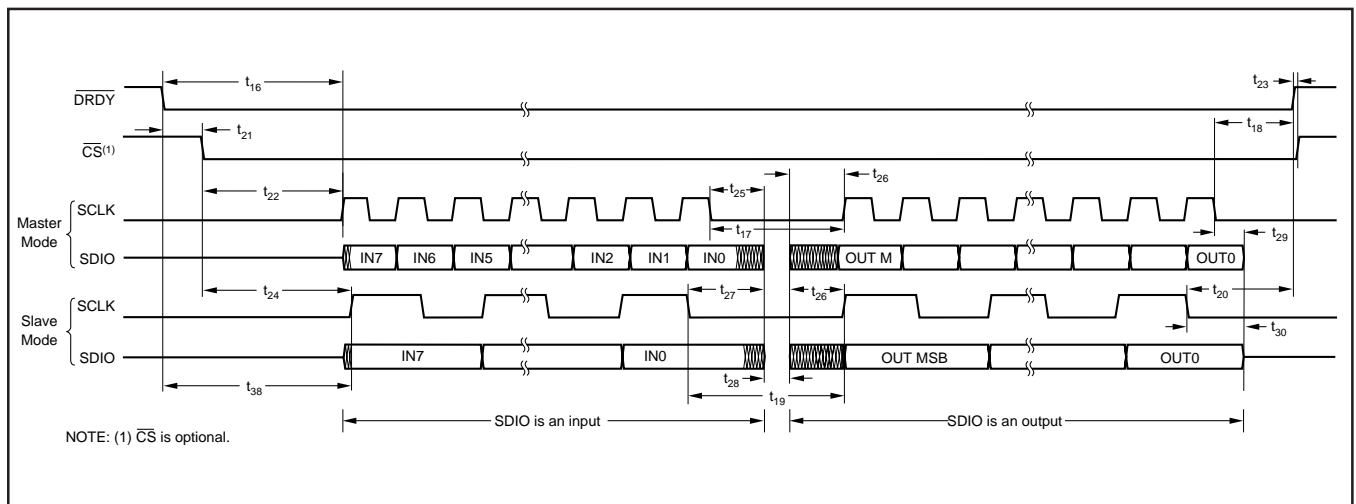 t16
t23
DRDY
t21
t18
CS(1)
t22
t25
t26
SCLK
Master Mode
t17
t29
SDIO
IN7 IN6 IN5 IN2 IN1 IN0 OUT M OUT0
t24
t27
t26
t20
SCLK
Slave Mode
t30
SDIO
IN7 IN0 OUT MSB OUT0
t28
t38
t19
SDIO is an input
SDIO is an output
NOTE: (1) CS is optional.